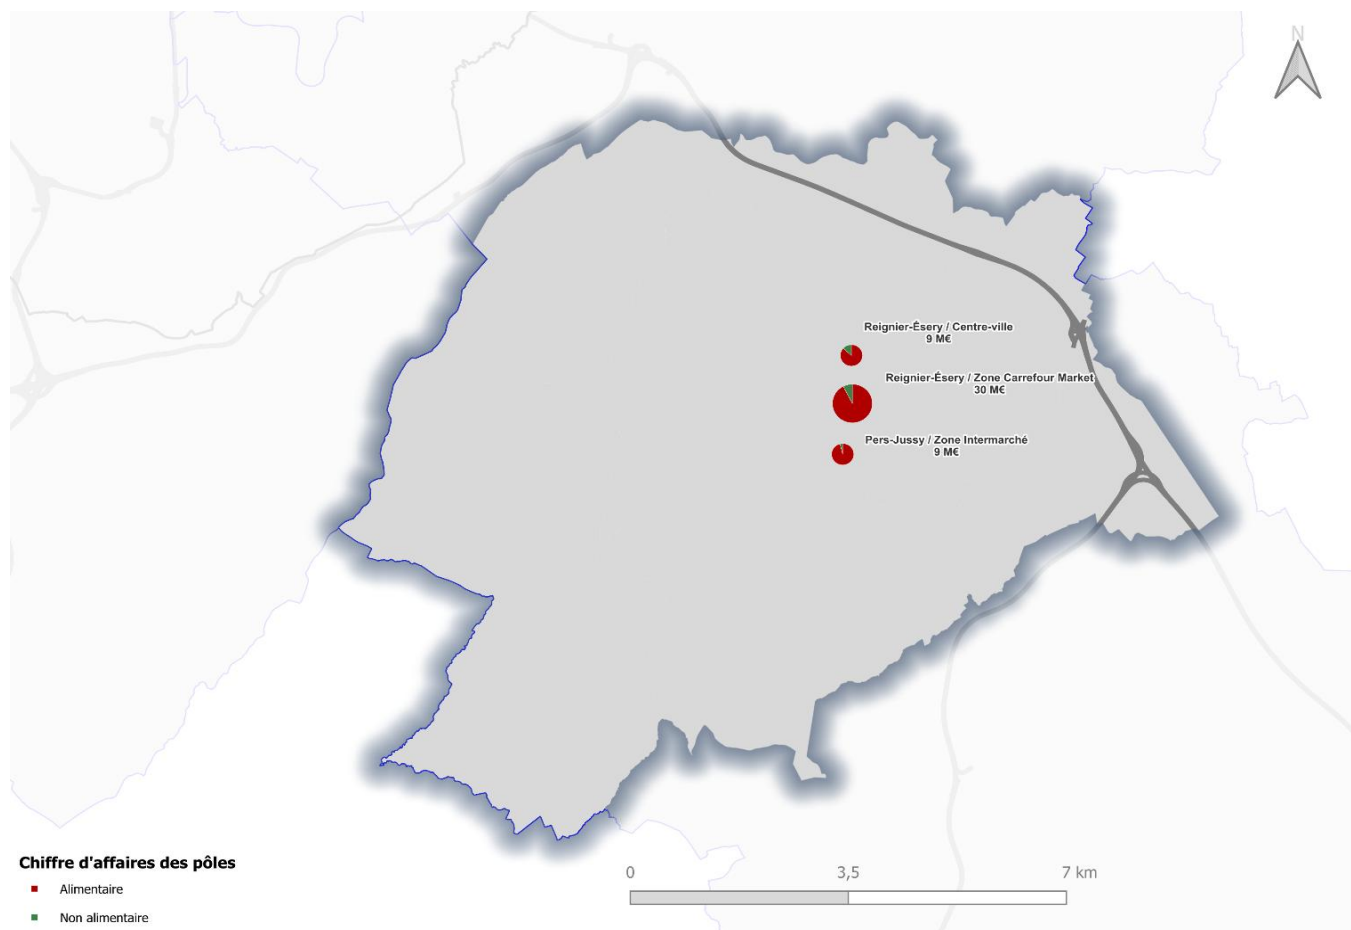 N
Reignier-Ésery / Centre-ville
9 M€
Reignier-Ésery / Zone Carrefour Market
30 M€
Pers-Jussy / Zone Intermarché
9 M€
Chiffre d'affaires des pôles
Alimentaire
Non alimentaire
0 3,5 7 km